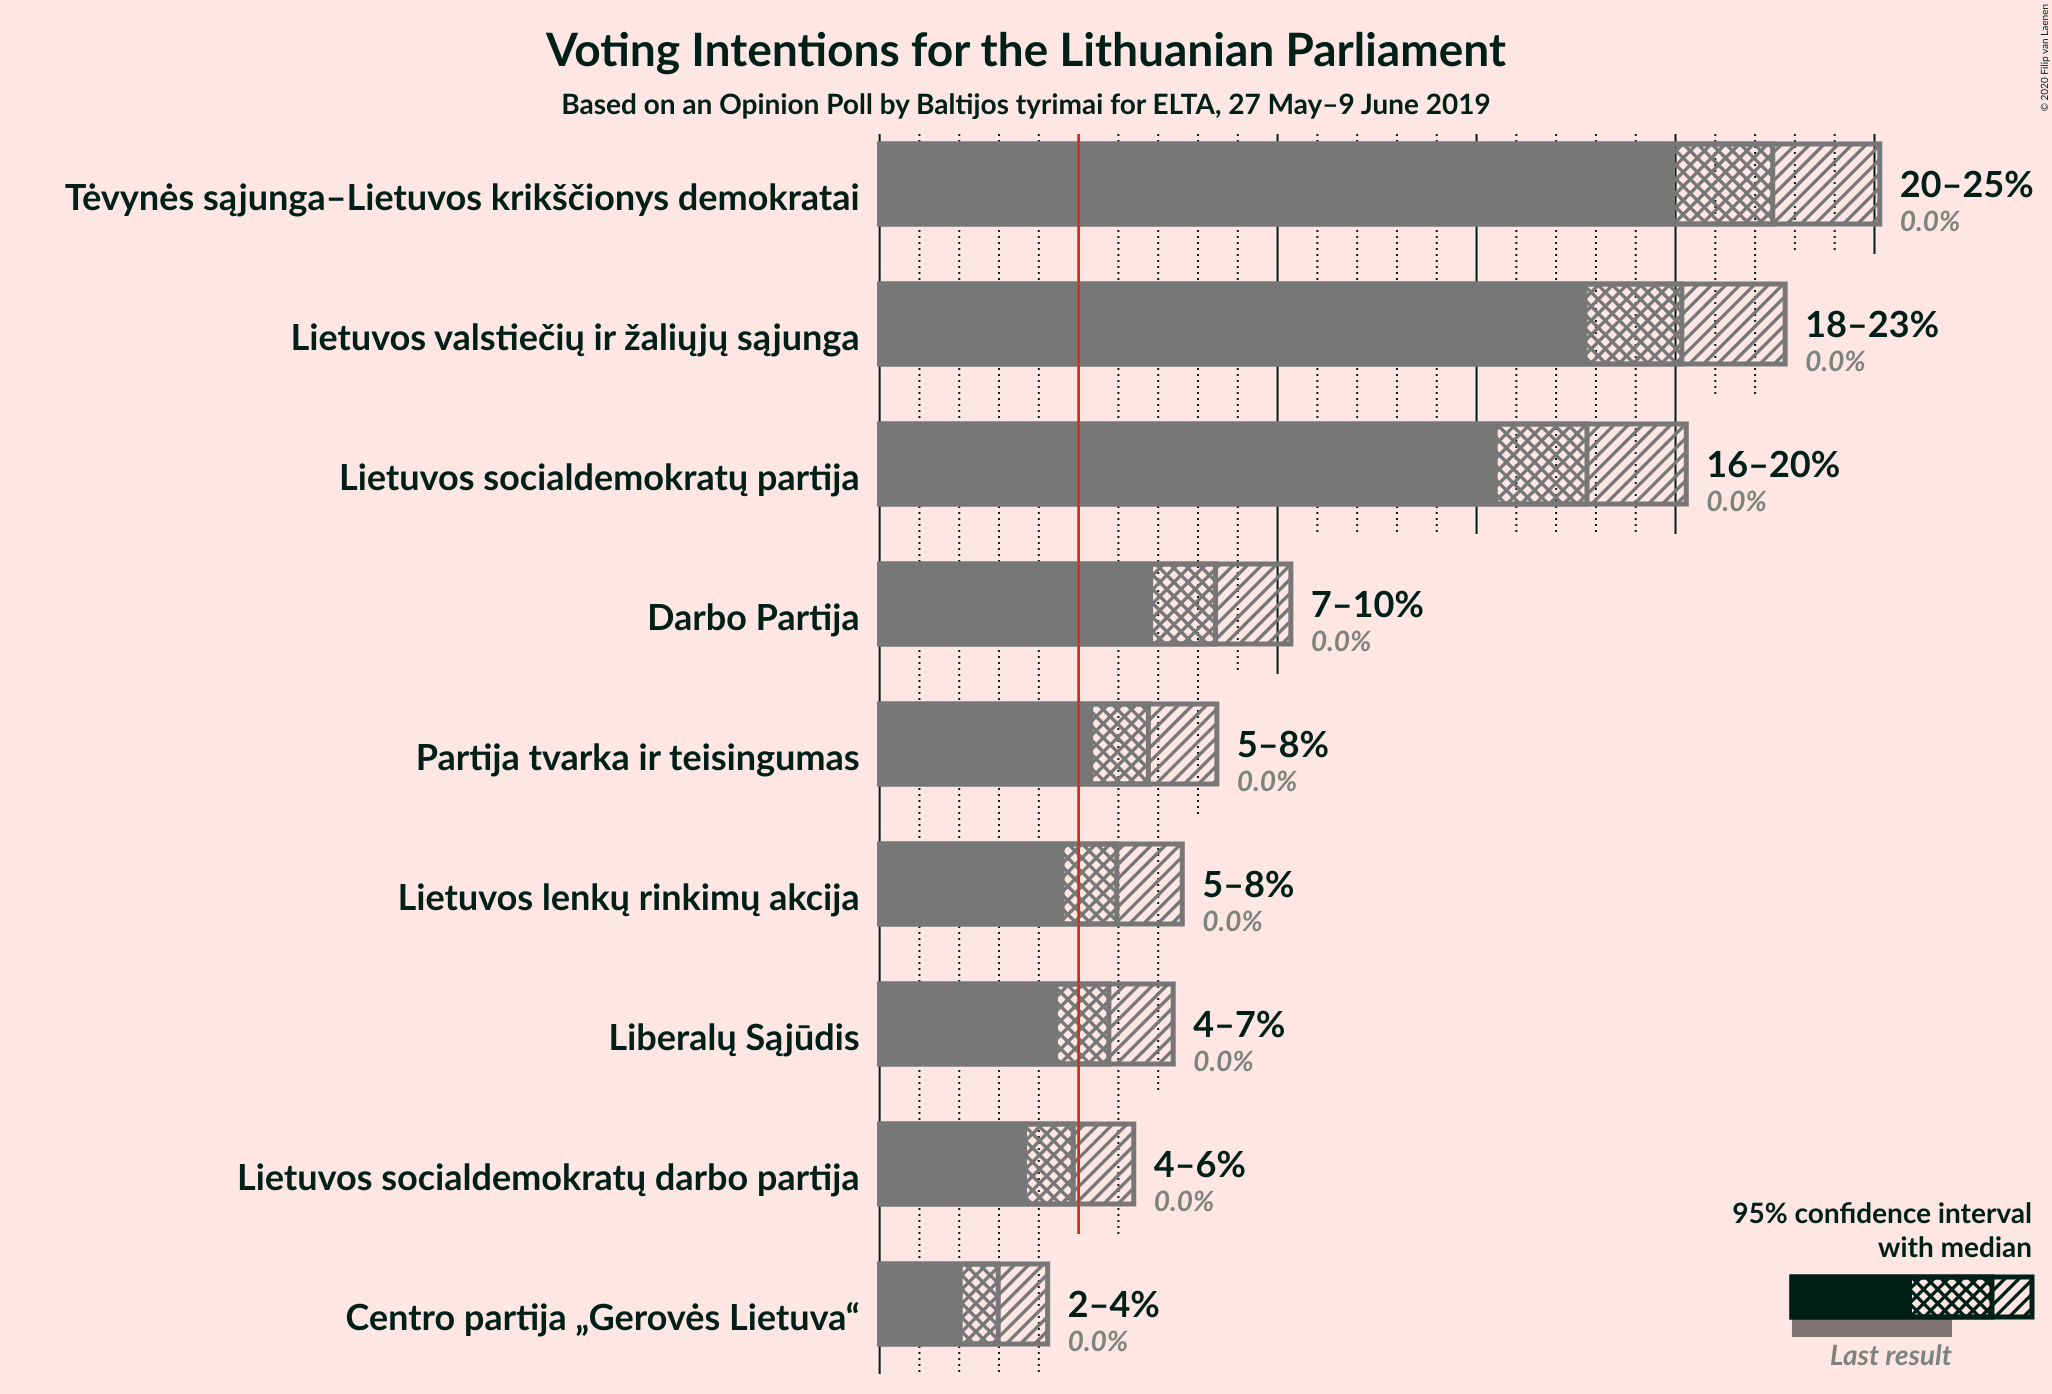 Voting Intentions for the Lithuanian Parliament
Based on an Opinion Poll by Baltijos tyrimai for ELTA, 27 May–9 June 2019
© 2020 Filip van Laenen
Tėvynės sąjunga–Lietuvos krikščionys demokratai
20–25%
0.0%
Lietuvos valstiečių ir žaliųjų sąjunga
18–23%
0.0%
Lietuvos socialdemokratų partija
16–20%
0.0%
Darbo Partija
7–10%
0.0%
Partija tvarka ir teisingumas
5–8%
0.0%
Lietuvos lenkų rinkimų akcija
5–8%
0.0%
Liberalų Sąjūdis
4–7%
0.0%
Lietuvos socialdemokratų darbo partija
4–6%
0.0%
Centro partija „Gerovės Lietuva“
2–4%
0.0%
95% confidence interval
with median
Last result